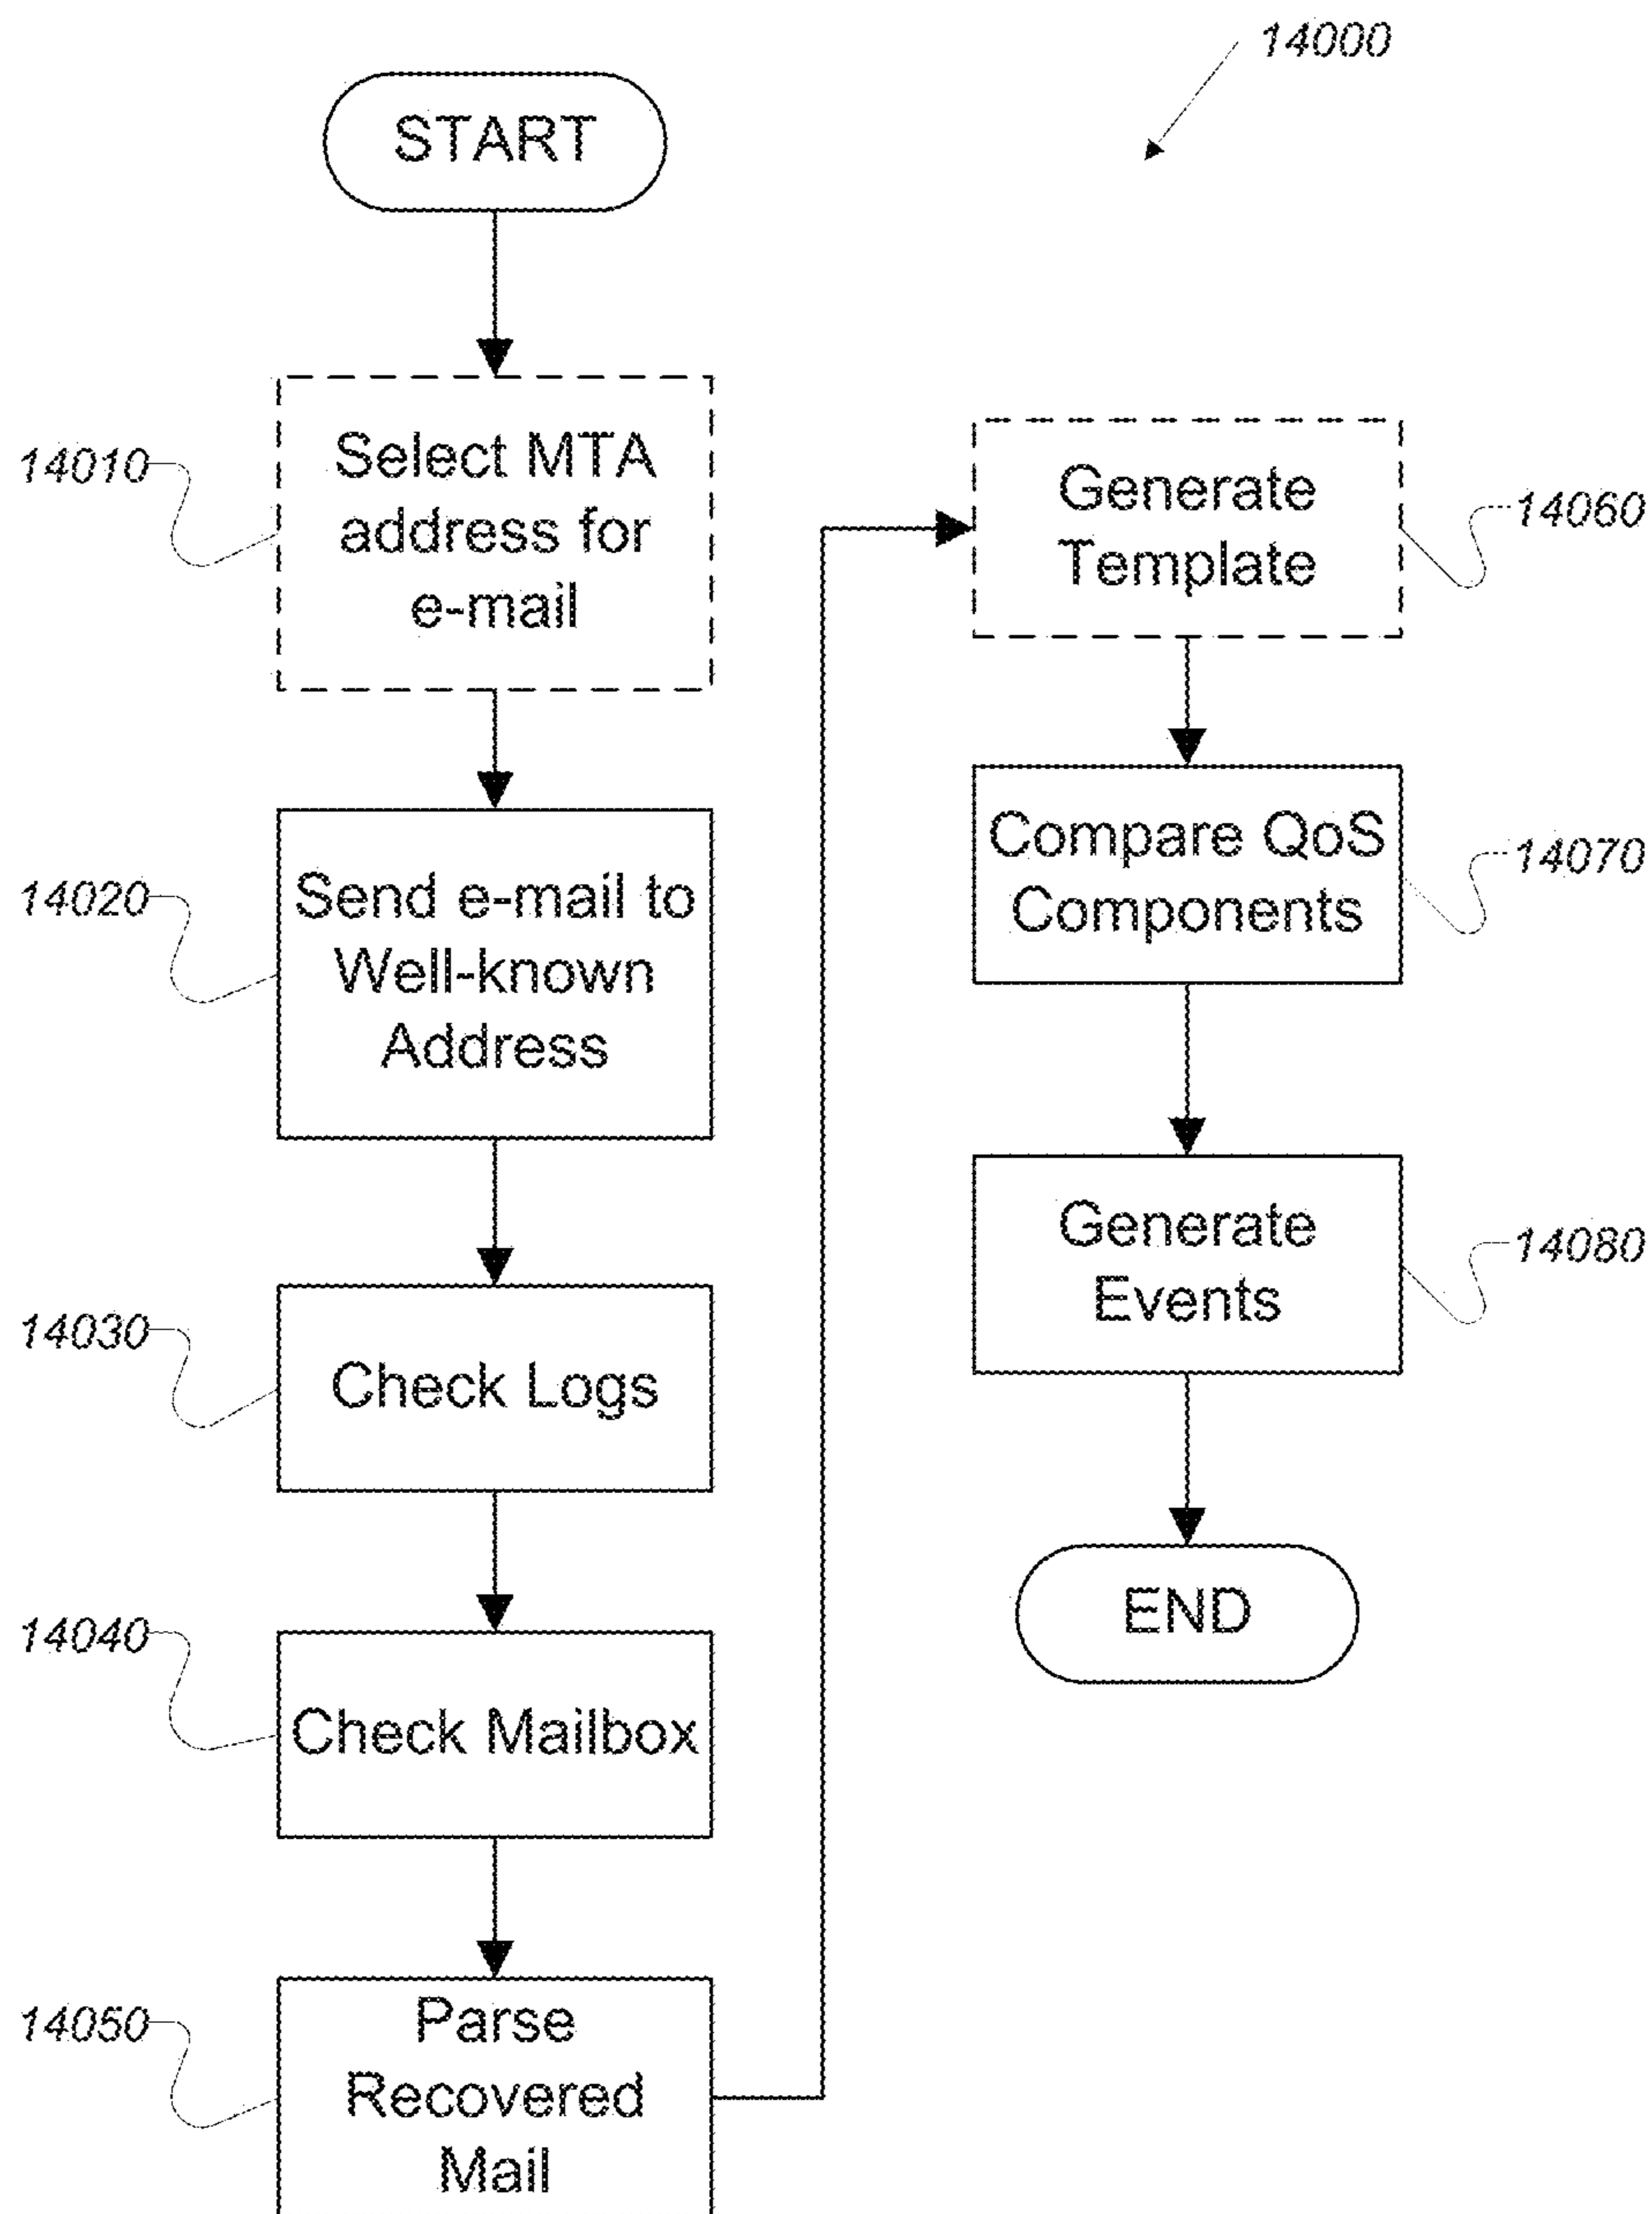 14000
START
14010
Select MTA
address for
e-mail
14020
Send e-mail to
Well-known
Address
14030
Check Logs
14040
Check Mailbox
14050
Parse
Recovered
Mail
Generate
Template
14060
Compare QoS
Components
14070
Generate
Events
14080
END